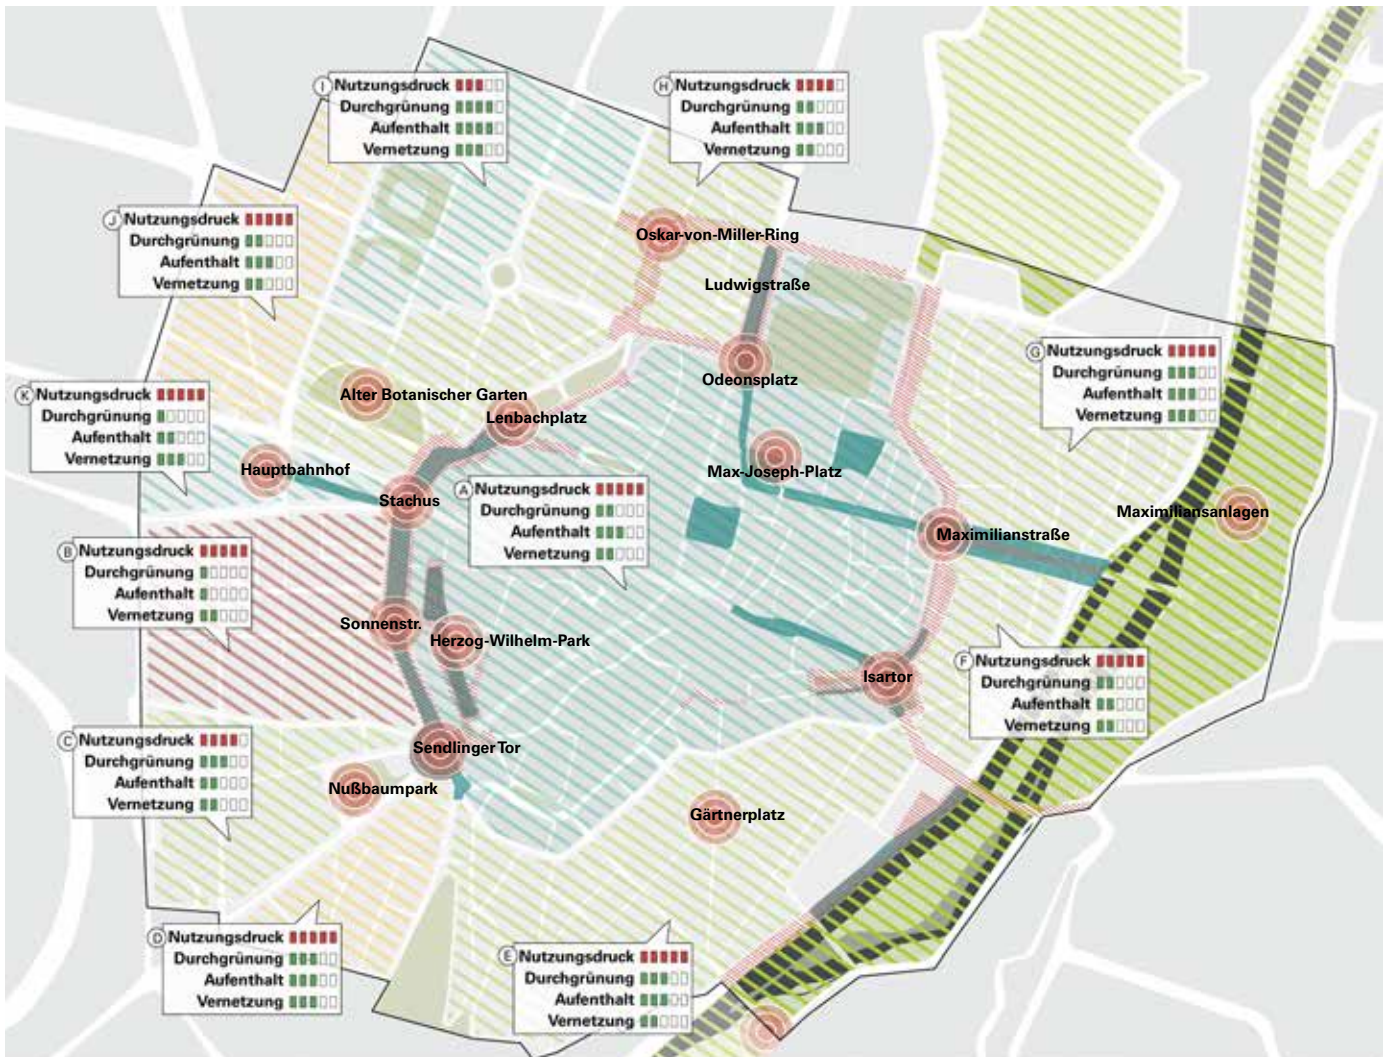 I
Nutzungsdruck
Durchgrünung
Aufenthalt
Vernetzung
H
Nutzungsdruck
Durchgrünung
Aufenthalt
Vernetzung
J
Nutzungsdruck
Durchgrünung
Aufenthalt
Vernetzung
Oskar-von-Miller-Ring
Ludwigstraße
G
Nutzungsdruck
Durchgrünung
Aufenthalt
Vernetzung
Odeonsplatz
K
Nutzungsdruck
Durchgrünung
Aufenthalt
Vernetzung
Alter Botanischer Garten
Lenbachplatz
Hauptbahnhof
Stachus
Max-Joseph-Platz
A
Nutzungsdruck
Durchgrünung
Aufenthalt
Vernetzung
Maximiliansanlagen
Maximilianstraße
B
Nutzungsdruck
Durchgrünung
Aufenthalt
Vernetzung
Sonnenstr.
Herzog-Wilhelm-Park
F
Nutzungsdruck
Durchgrünung
Aufenthalt
Vernetzung
Isartor
C
Nutzungsdruck
Durchgrünung
Aufenthalt
Vernetzung
Sendlinger Tor
Nußbaumpark
Gärtnerplatz
D
Nutzungsdruck
Durchgrünung
Aufenthalt
Vernetzung
E
Nutzungsdruck
Durchgrünung
Aufenthalt
Vernetzung